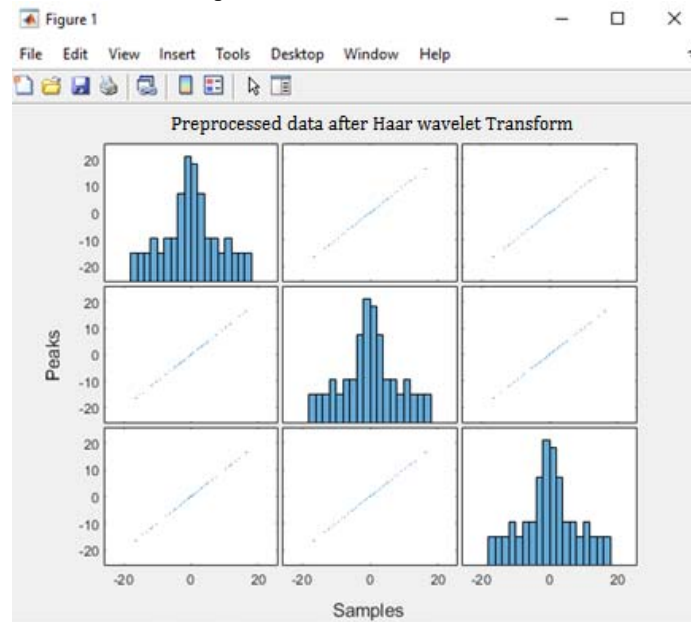 Figure 1
File Edit View Insert Tools Desktop Window Help
Preprocessed data after Haar wavelet Transform
20
10
0
-10
-20
20
10
0
-10
-20
Peaks
20
10
0
-10
-20
-20 0 20 -20 0 20 -20 0 20
Samples